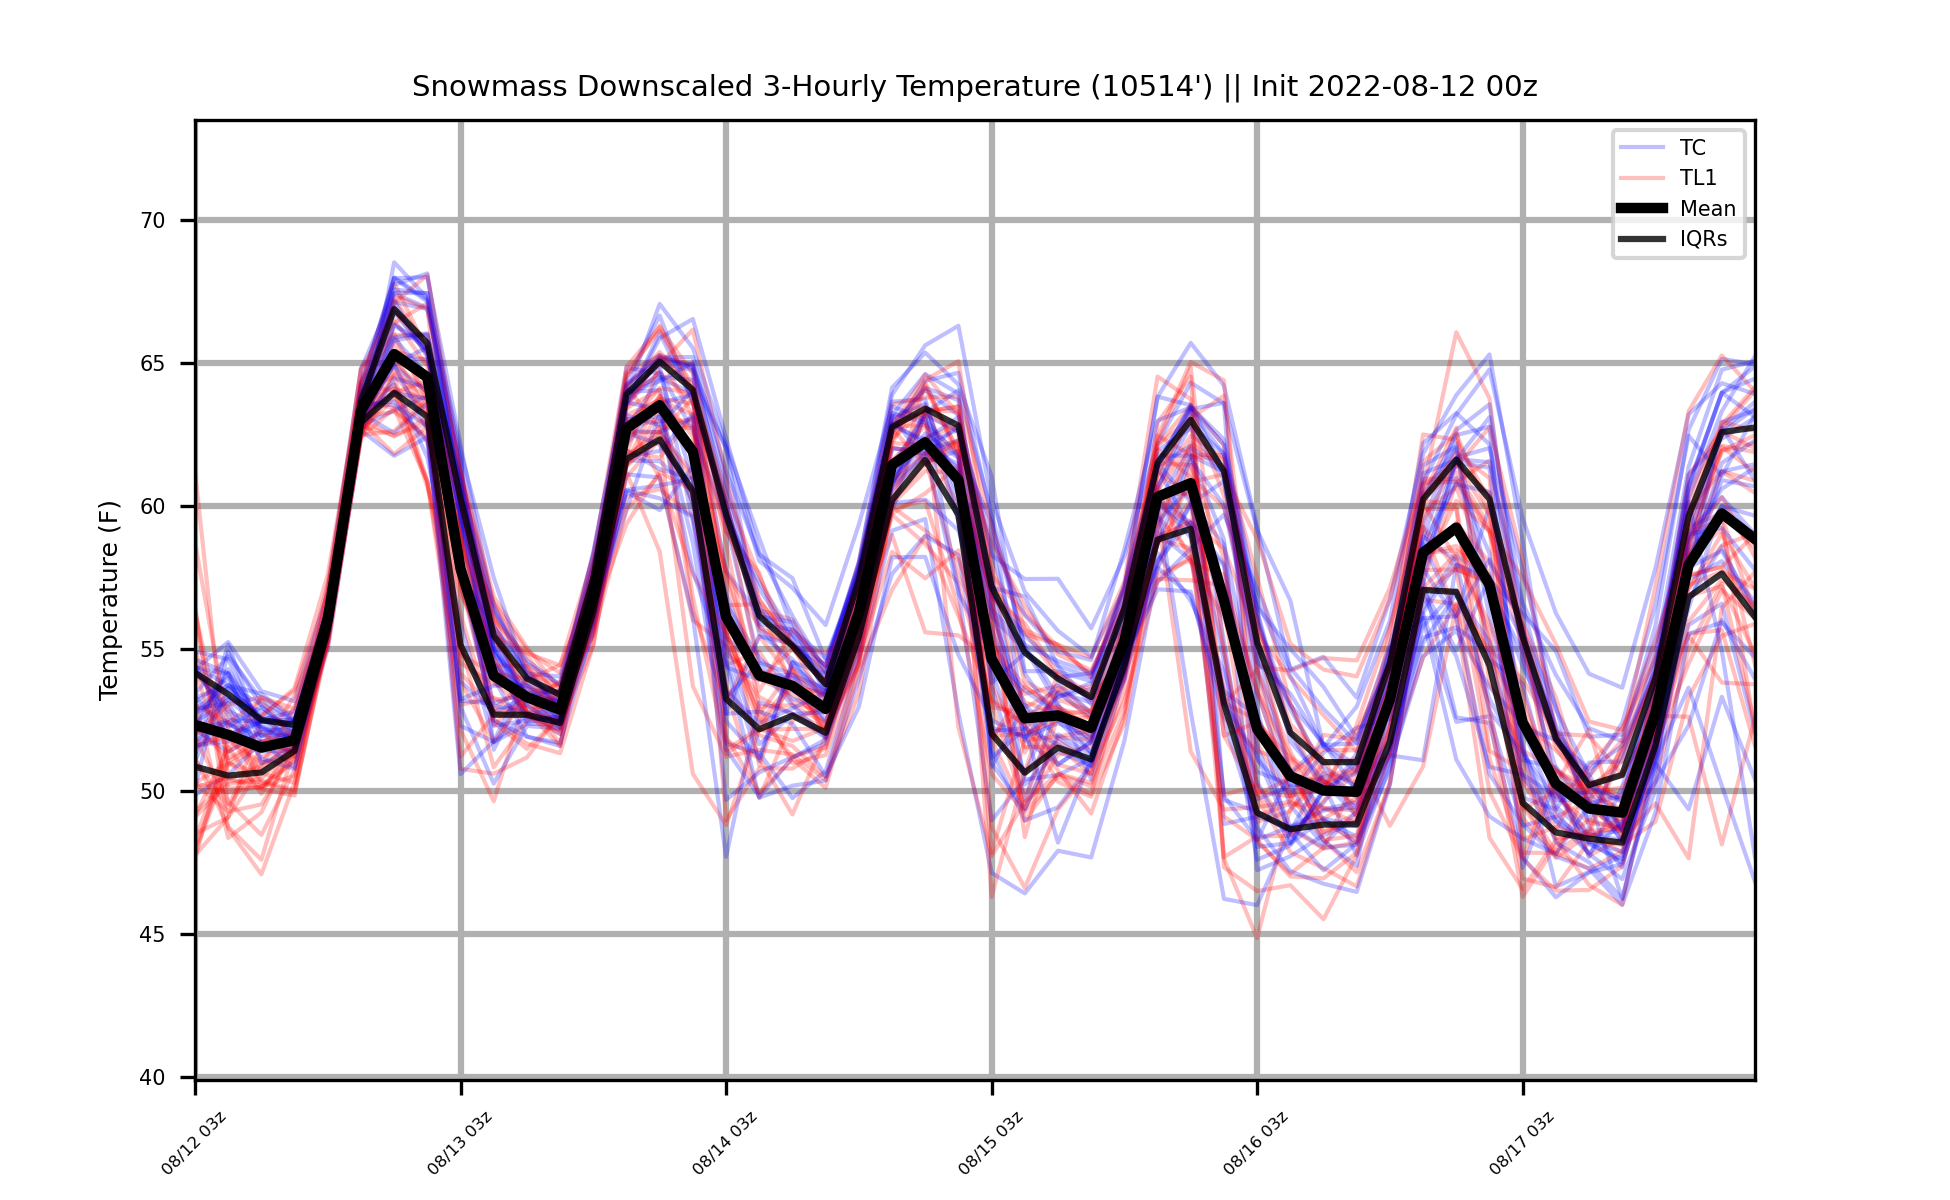 Snowmass Downscaled 3-Hourly Temperature (10514') || Init 2022-08-12 00z
TC
TL1
Mean
IQRs
Temperature (F)
70
65
60
55
50
45
40
08/12 03z
08/13 03z
08/14 03z
08/15 03z
08/16 03z
08/17 03z